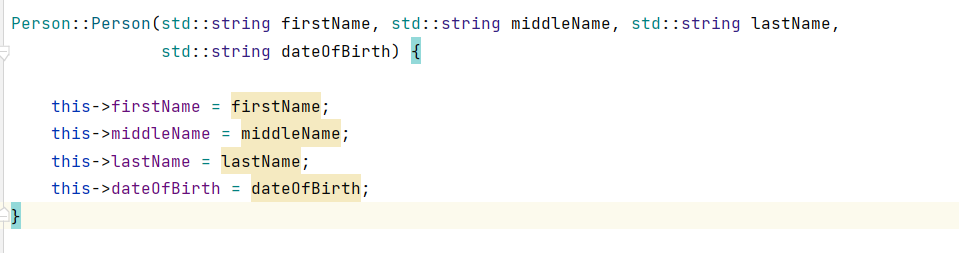 Person::Person(std::string firstName, std::string middleName, std::string lastName,
std::string dateOfBirth) {
this->firstName = firstName;
this->middleName = middleName;
this->lastName = lastName;
this->dateOfBirth = dateOfBirth;
}